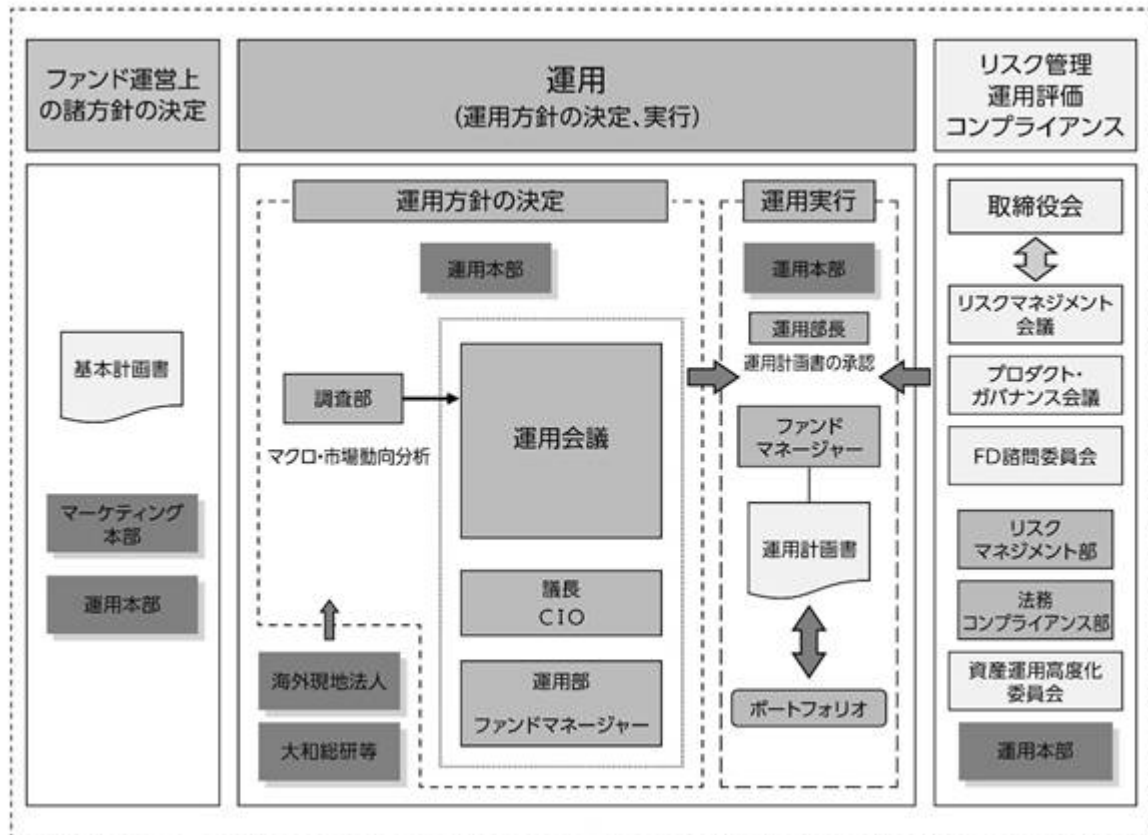 ファンド運営上
の諸方針の決定
運用
(運用方針の決定、実行)
リスク管理
運用評価
コンプライアンス
基本計画書
マーケティング
本部
運用本部
運用方針の決定
運用本部
調査部
マクロ・市場動向分析
運用会議
議長
CIO
運用部
ファンドマネージャー
海外現地法人
大和総研等
運用実行
運用本部
運用部長
運用計画書の承認
ファンド
マネージャー
運用計画書
ポートフォリオ
取締役会
リスクマネジメント
会議
プロダクト・
ガバナンス会議
FD諮問委員会
リスク
マネジメント部
法務
コンプライアンス部
資産運用高度化
委員会
運用本部